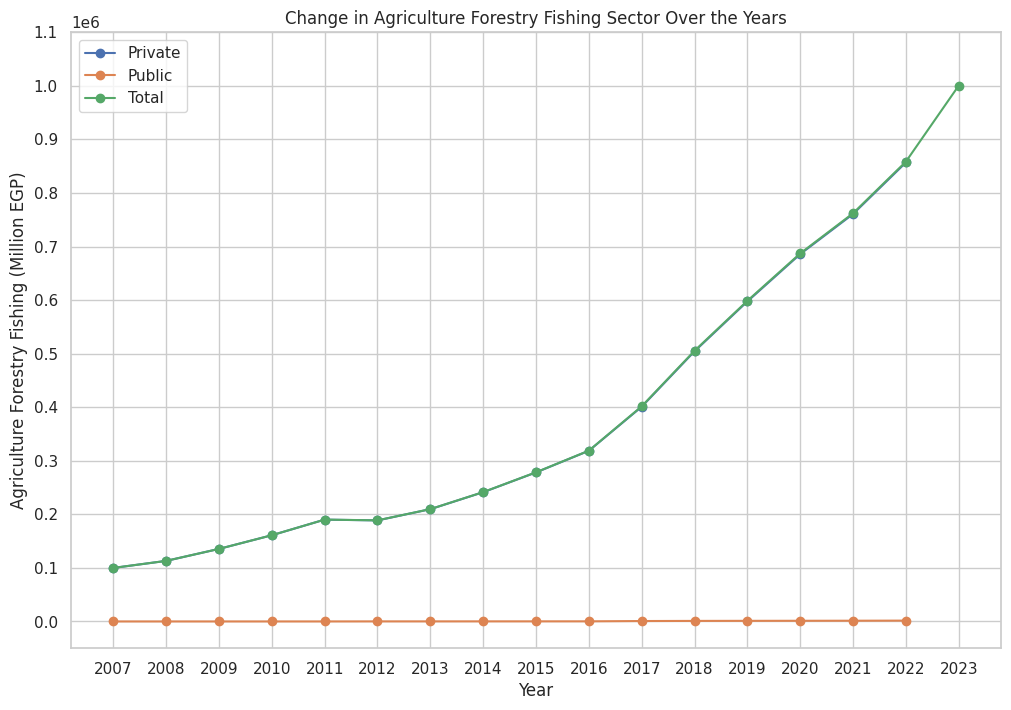 Change in Agriculture Forestry Fishing Sector Over the Years
1e6
Private
Public
Total
Agriculture Forestry Fishing (Million EGP)
1.1
1.0
0.9
0.8
0.7
0.6
0.5
0.4
0.3
0.2
0.1
0.0
2007 2008 2009 2010 2011 2012 2013 2014 2015 2016 2017 2018 2019 2020 2021 2022 2023
Year